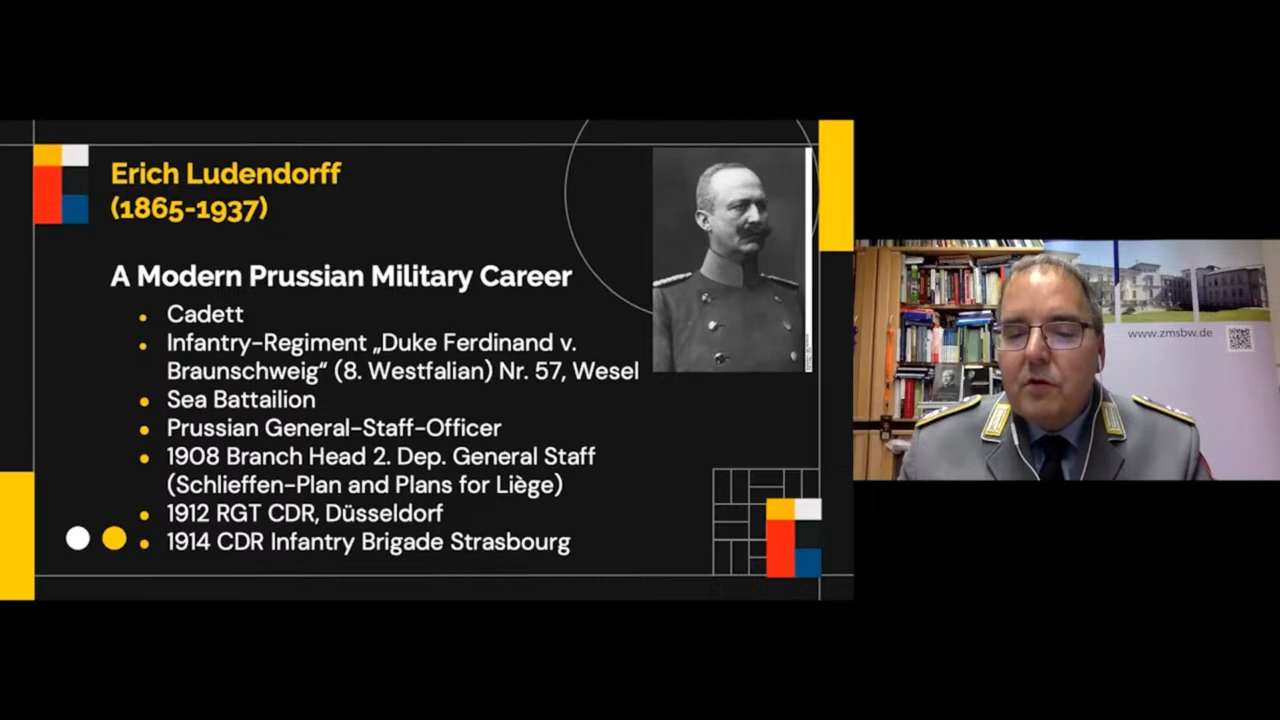 Erich Ludendorff
(1865-1937)
A Modern Prussian Military Career
• Cadett
• Infantry-Regiment „Duke Ferdinand v.
Braunschweig“ (8. Westfalian) Nr. 57, Wesel
• Sea Battailion
• Prussian General-Staff-Officer
• 1908 Branch Head 2. Dep. General Staff
(Schlieffen-Plan and Plans for Liège)
• 1912 RGT CDR, Düsseldorf
• 1914 CDR Infantry Brigade Strasbourg
www.zmsbw.de